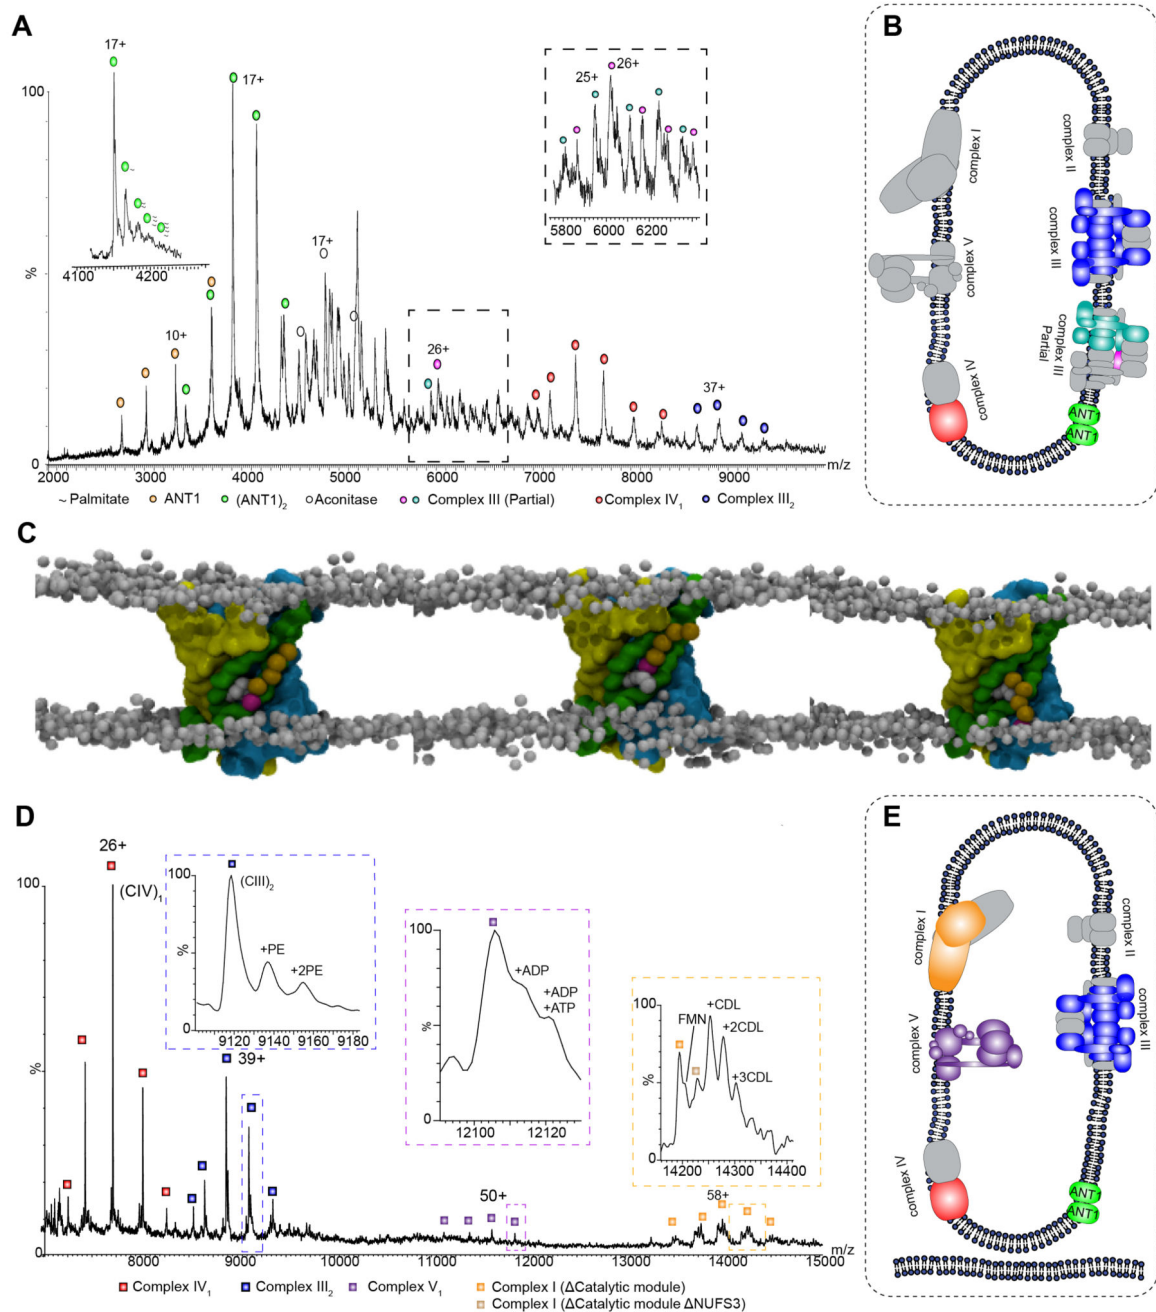 A
17+
100
17+
17+
10+
26+
37+
%
0
4100
4200
25+
26+
5800
6000
6200
2000
3000
4000
5000
6000
7000
8000
9000
m/z
~ Palmitate
ANT1
(ANT1)2
Aconitase
Complex III (Partial)
Complex IV1
Complex III2
B
complex I
complex II
complex III
complex V
complex III
Partial
complex IV
ANT1
ANT1
C
D
26+
(CIV)1
100
%
0
100
(CIII)2
+PE
+2PE
%
0
9120 9140 9160 9183
39+
100
+ADP
+ADP
+ATP
%
0
12100
12120
50+
100
FMN
+CDL
+2CDL
+3CDL
%
0
14200
14300
14400
58+
8000
9000
10000
11000
12000
13000
14000
15000
m/z
Complex IV1
Complex III2
Complex V1
Complex I (ΔCatalytic module)
Complex I (ΔCatalytic module ΔNUFS3)
E
complex I
complex II
complex III
complex V
complex IV
ANT1
ANT1